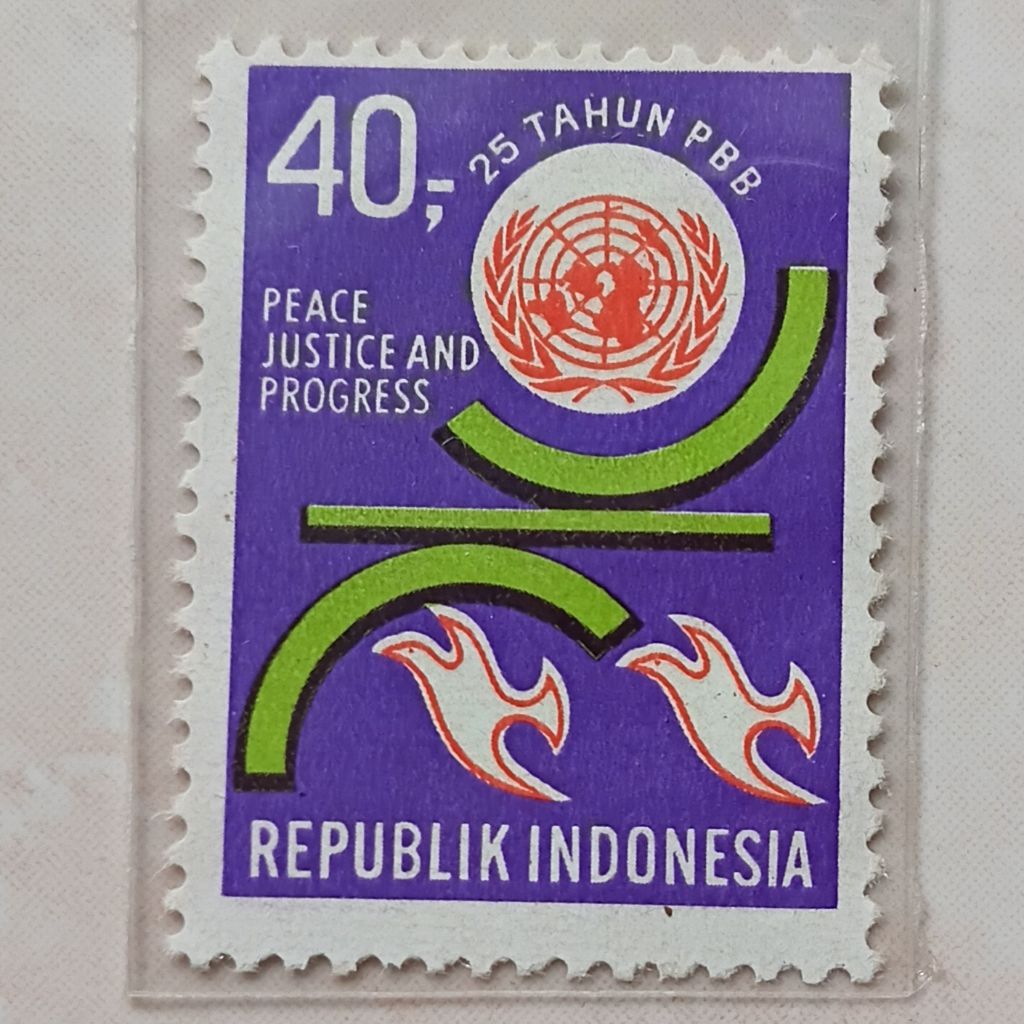 40,-
25 TAHUN PBB
PEACE
JUSTICE AND
PROGRESS
REPUBLIK INDONESIA